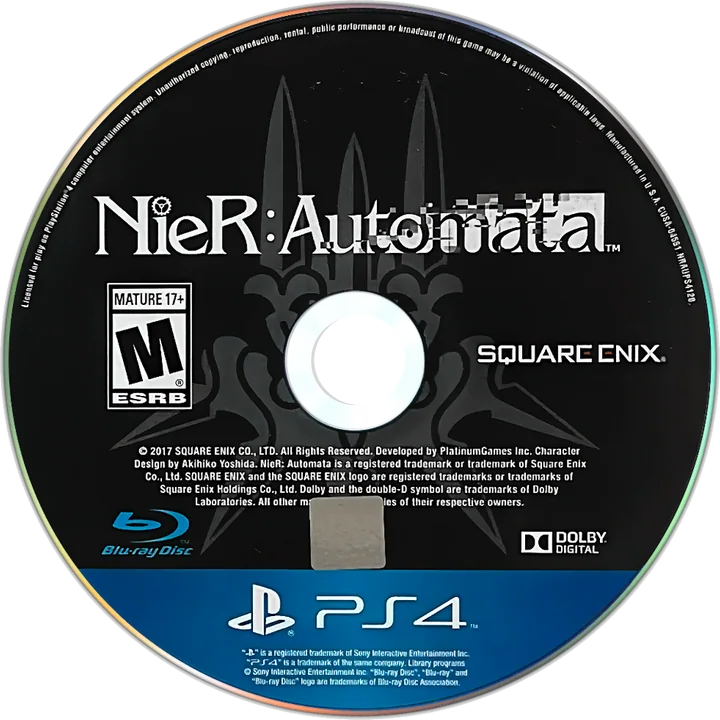 Licensed for play on PlayStation®4 computer entertainment system. Unauthorized copying, reproduction, rental, public performance or broadcast of this game may be a violation of applicable laws. Manufactured in U.S.A. CUSA-04551 NRAUPS4120.
NieR:Automata™
MATURE 17+
M
®
ESRB
SQUARE ENIX®
© 2017 SQUARE ENIX CO., LTD. All Rights Reserved. Developed by PlatinumGames Inc. Character
Design by Akihiko Yoshida. NieR: Automata is a registered trademark or trademark of Square Enix
Co., Ltd. SQUARE ENIX and the SQUARE ENIX logo are registered trademarks or trademarks of
Square Enix Holdings Co., Ltd. Dolby and the double-D symbol are trademarks of Dolby
Laboratories. All other of their respective owners.
Blu-ray Disc™
DOLBY
DIGITAL
PS4™
" " is a registered trademark of Sony Interactive Entertainment Inc.
"PS4" is a trademark of the same company. Library programs
© Sony Interactive Entertainment Inc. "Blu-ray Disc", "Blu-ray" and
"Blu-ray Disc" logo are trademarks of Blu-ray Disc Association.